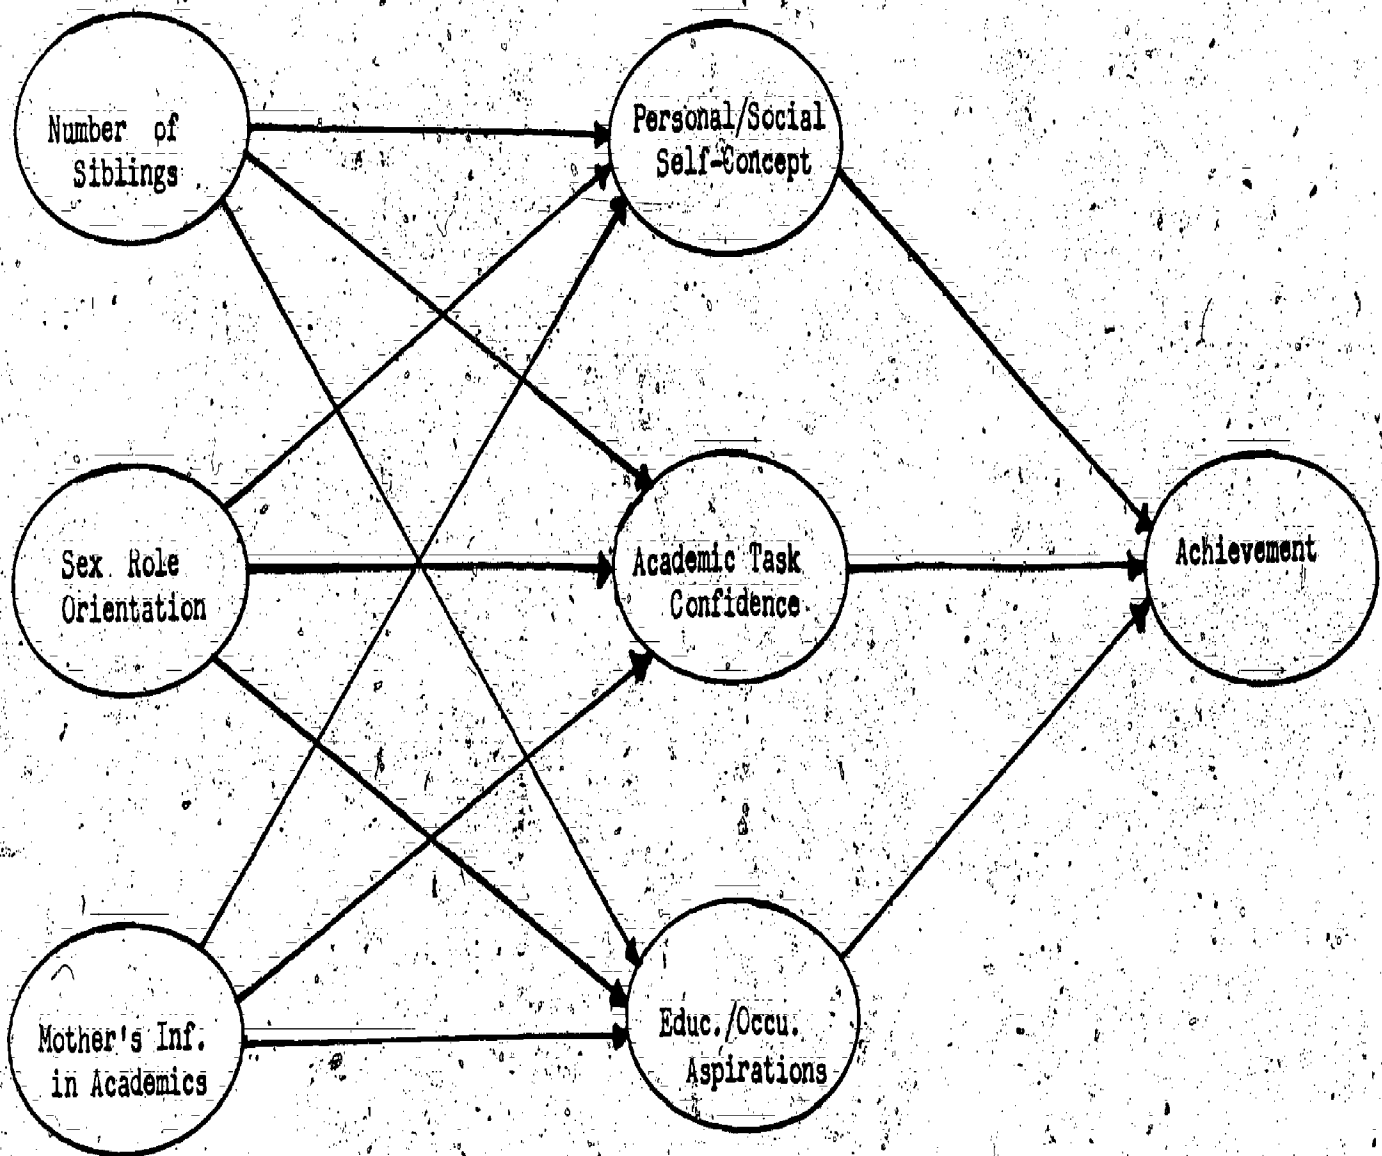 Number of
Siblings
Personal/Social
Self-Concept
Sex Role
Orientation
Academic Task
Confidence
Achievement
Mother's Inf.
in Academics
Educ./Occu.
Aspirations